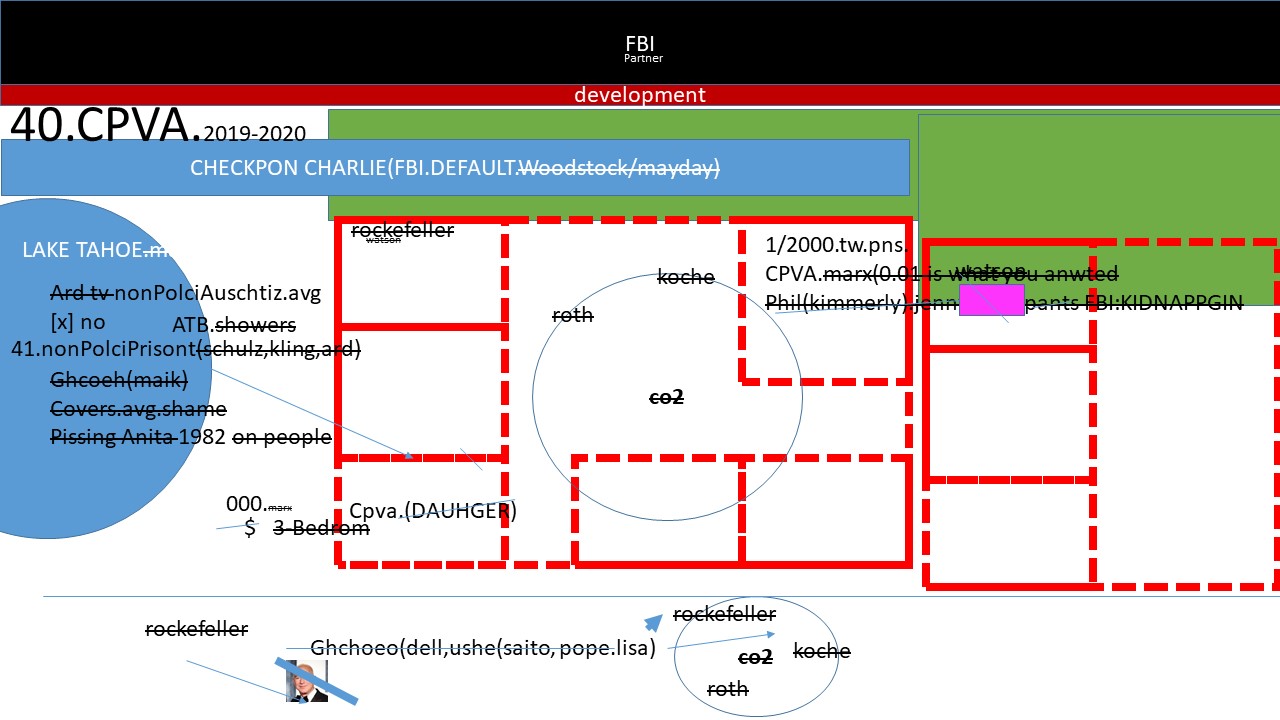 FBI
Partner
development
40.CPVA.2019-2020
CHECKPON CHARLIE(FBI.DEFAULT.Woodstock/mayday)
LAKE TAHOE.m
rockefeller
watson
1/2000.tw.pns.
koche
CPVA.marx(0.01 is what you anwted
watson
Ard tv nonPolciAuschtiz.avg
Phil(kimmerly).jann pants FBI:KIDNAPPGIN
roth
[x] no
ATB.showers
41.nonPolciPrisont(schulz,kling,ard)
Ghcoeh(maik)
co2
Covers.avg.shame
Pissing Anita 1982 on people
000.marx
Cpva.(DAUHGER)
$ 3-Bedrom
rockefeller
rockefeller
Ghchoeo(dell,ushe(saito, pope.lisa)
co2
koche
roth